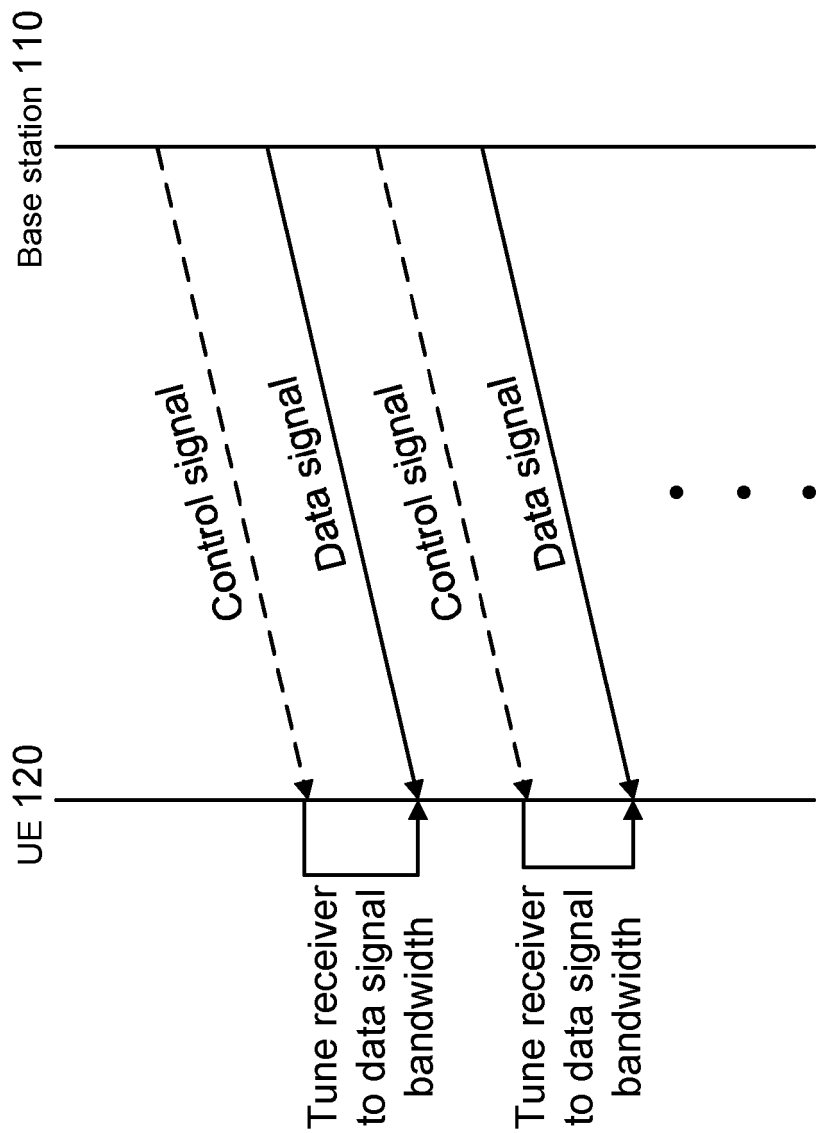 UE 120
Base station 110
Control signal
Tune receiver
to data signal
bandwidth
Data signal
Control signal
Tune receiver
to data signal
bandwidth
Data signal